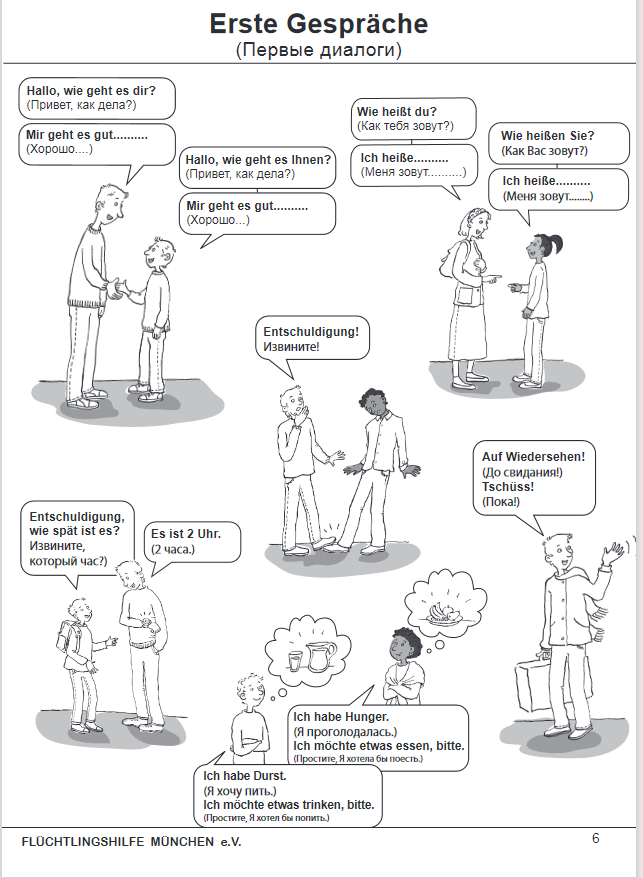 Erste Gespräche
(Первые диалоги)
Hallo, wie geht es dir?
(Привет, как дела?)
Mir geht es gut..........
(Хорошо....)
Hallo, wie geht es Ihnen?
(Привет, как дела?)
Mir geht es gut..........
(Хорошо...)
Wie heißt du?
(Как тебя зовут?)
Ich heiße..........
(Меня зовут..........)
Wie heißen Sie?
(Как Вас зовут?)
Ich heiße..........
(Меня зовут........)
Entschuldigung!
Извините!
Auf Wiedersehen!
(До свидания!)
Tschüss!
(Пока!)
Entschuldigung,
wie spät ist es?
Извините,
который час?)
Es ist 2 Uhr.
(2 часа.)
Ich habe Hunger.
(Я проголодалась.)
Ich möchte etwas essen, bitte.
(Простите, Я хотела бы поесть.)
Ich habe Durst.
(Я хочу пить.)
Ich möchte etwas trinken, bitte.
(Простите, Я хотел бы попить.)
FLÜCHTLINGSHILFE MÜNCHEN e.V.
6